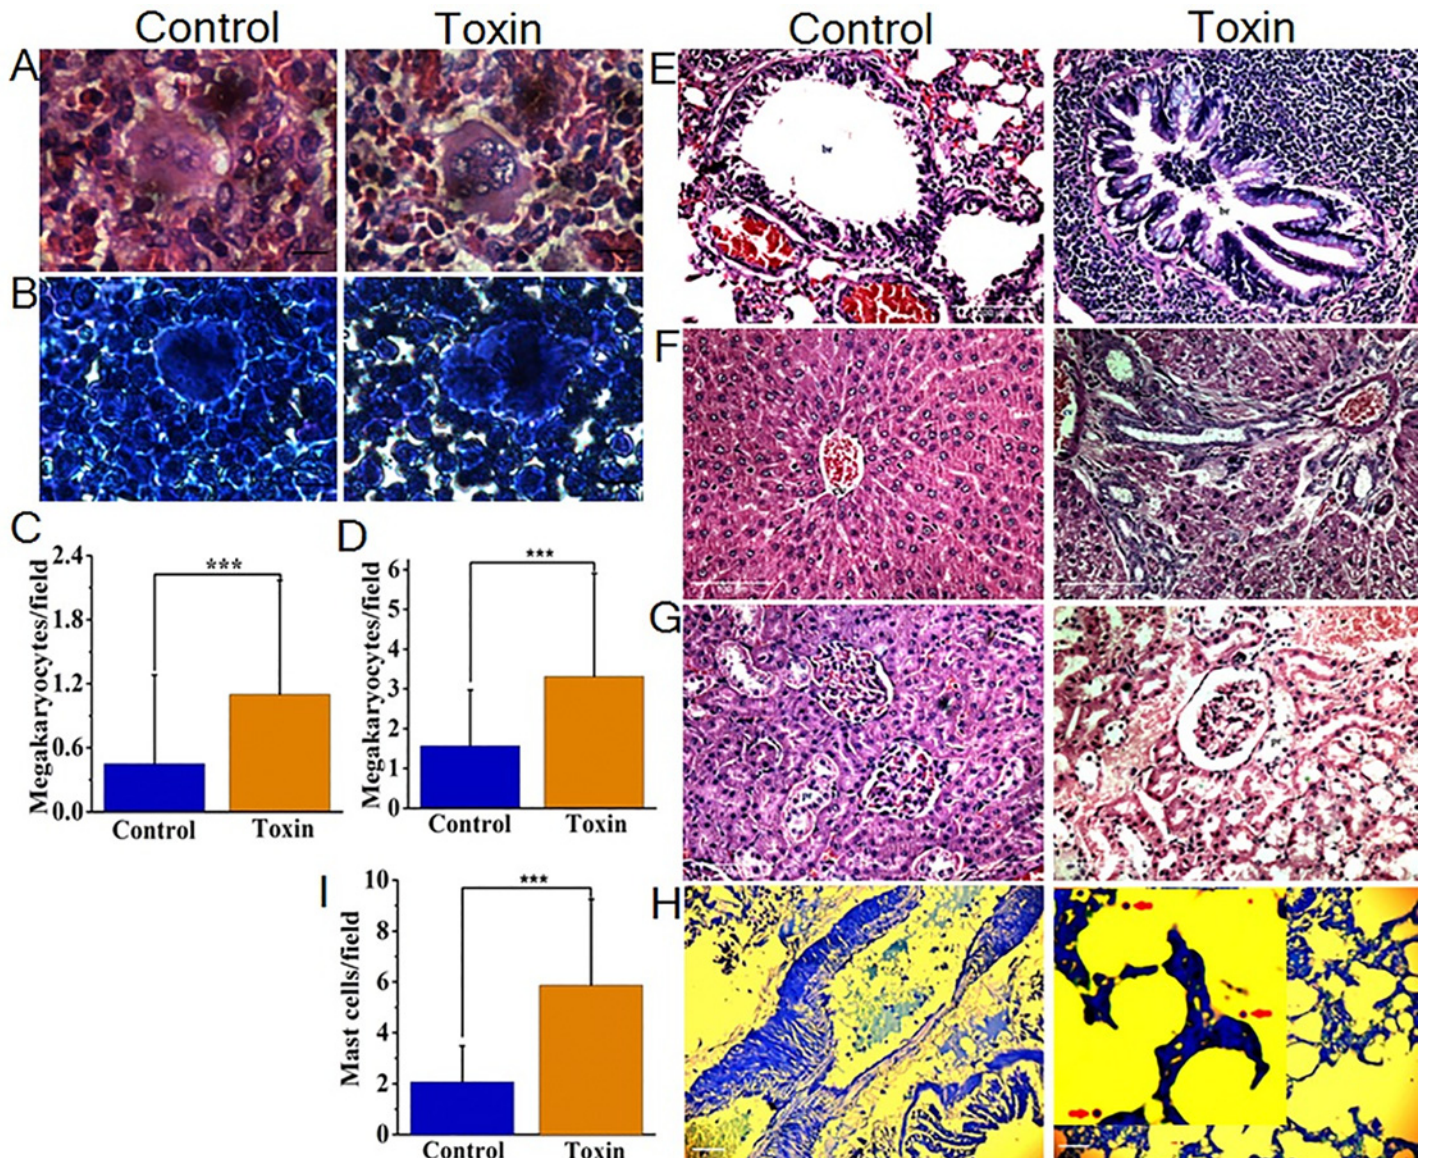 Control Toxin Control Toxin
A
E
br
br
B
F
C
D
2.4
1.8
1.2
0.6
0.0
Megakaryocytes/field
***
Control Toxin
6
5
4
3
2
1
0
Megakaryocytes/field
***
Control Toxin
G
I
10
8
6
4
2
0
Mast cells/field
***
Control Toxin
H